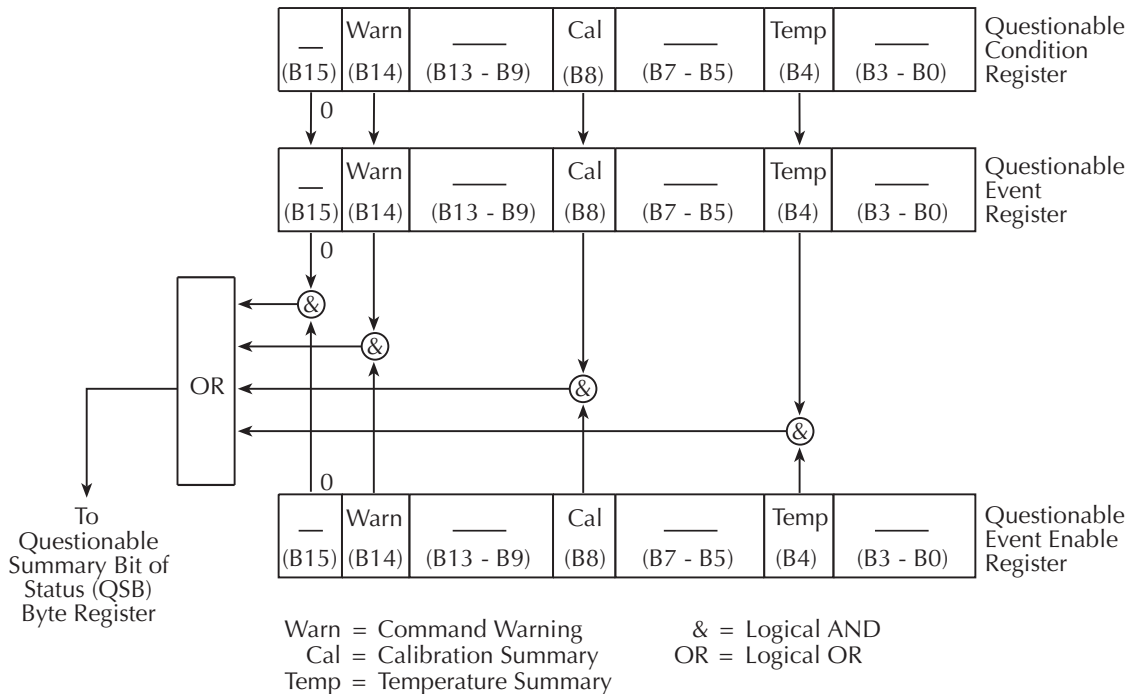 Warn Cal Temp
(B15) (B14) (B13 - B9) (B8) (B7 - B5) (B4) (B3 - B0)
Questionable
Condition
Register
0
Warn Cal Temp
(B15) (B14) (B13 - B9) (B8) (B7 - B5) (B4) (B3 - B0)
Questionable
Event
Register
0
&
&
&
&
OR
0
To
Questionable
Summary Bit of
Status (QSB)
Byte Register
Warn Cal Temp
(B15) (B14) (B13 - B9) (B8) (B7 - B5) (B4) (B3 - B0)
Questionable
Event Enable
Register
Warn = Command Warning
Cal = Calibration Summary
Temp = Temperature Summary
& = Logical AND
OR = Logical OR